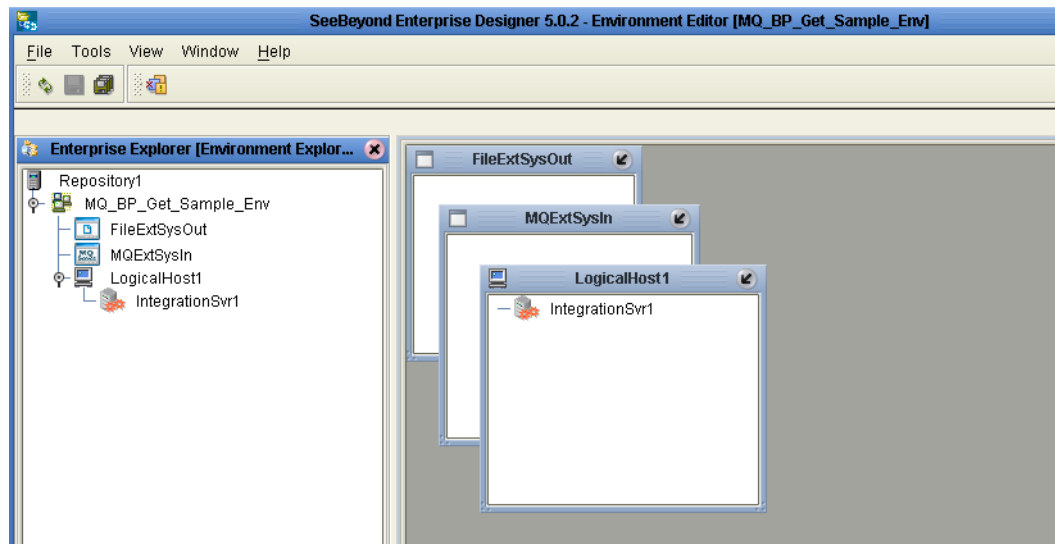 SeeBeyond Enterprise Designer 5.0.2 - Environment Editor [MQ_BP_Get_Sample_Env]
File Tools View Window Help
Enterprise Explorer [Environment Explor...
Repository1
MQ_BP_Get_Sample_Env
FileExtSysOut
MQExtSysIn
LogicalHost1
IntegrationSvr1
FileExtSysOut
MQExtSysIn
LogicalHost1
IntegrationSvr1